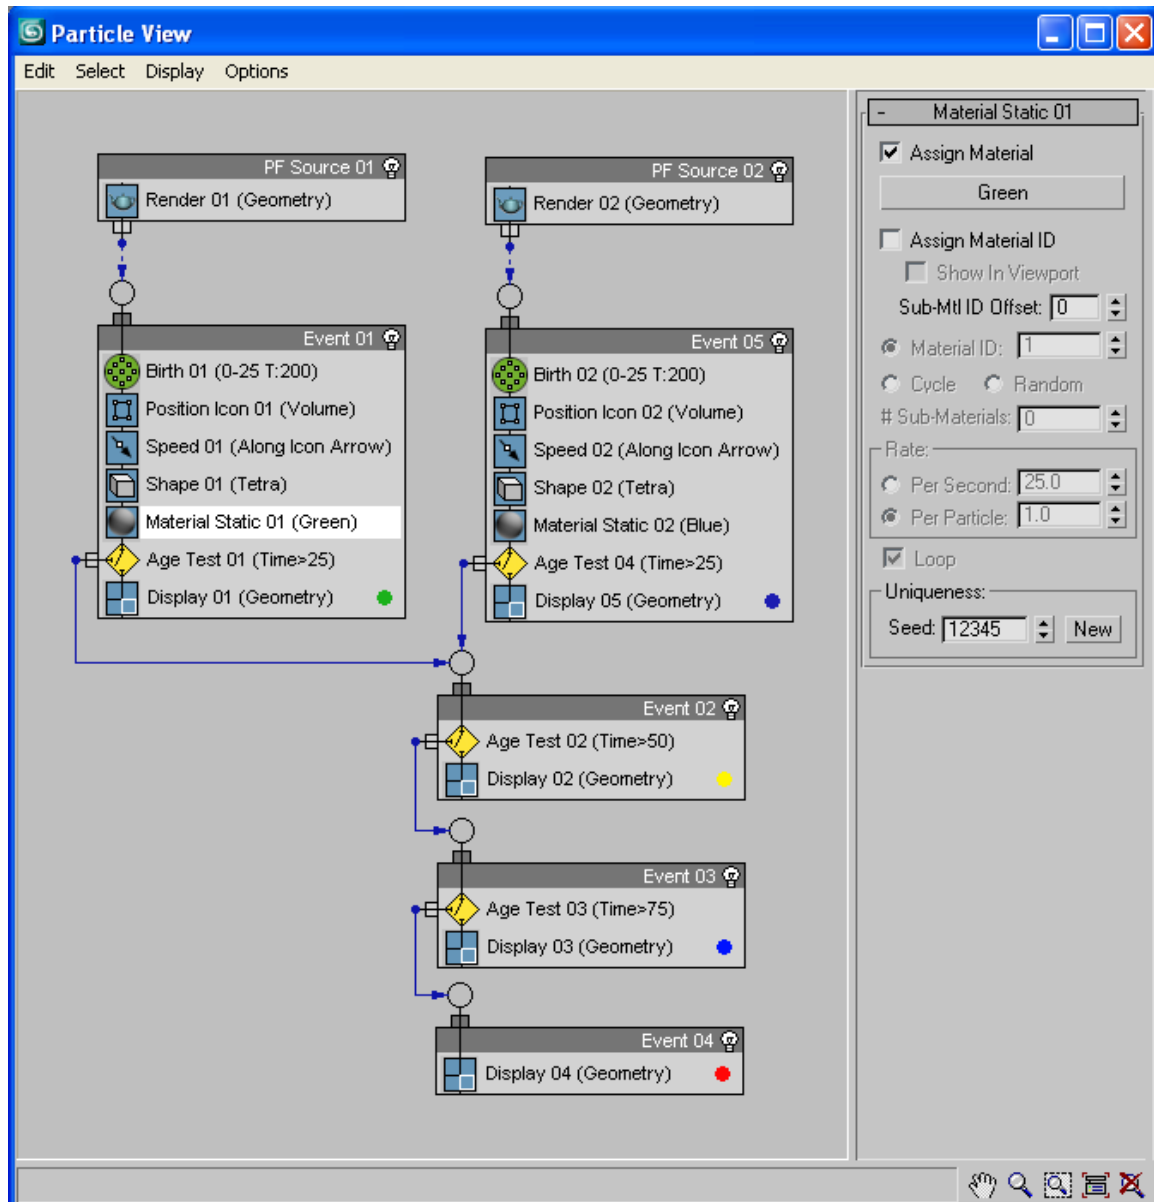 Particle View
Edit Select Display Options
PF Source 01
Render 01 (Geometry)
Event 01
Birth 01 (0-25 T:200)
Position Icon 01 (Volume)
Speed 01 (Along Icon Arrow)
Shape 01 (Tetra)
Material Static 01 (Green)
Age Test 01 (Time>25)
Display 01 (Geometry)
PF Source 02
Render 02 (Geometry)
Event 05
Birth 02 (0-25 T:200)
Position Icon 02 (Volume)
Speed 02 (Along Icon Arrow)
Shape 02 (Tetra)
Material Static 02 (Blue)
Age Test 04 (Time>25)
Display 05 (Geometry)
Event 02
Age Test 02 (Time>50)
Display 02 (Geometry)
Event 03
Age Test 03 (Time>75)
Display 03 (Geometry)
Event 04
Display 04 (Geometry)
- Material Static 01
Assign Material
Green
Assign Material ID
Show In Viewport
Sub-Mtl ID Offset: 0
Material ID: 1
Cycle Random
# Sub-Materials: 0
Rate:
Per Second: 25.0
Per Particle: 1.0
Loop
Uniqueness:
Seed: 12345 New